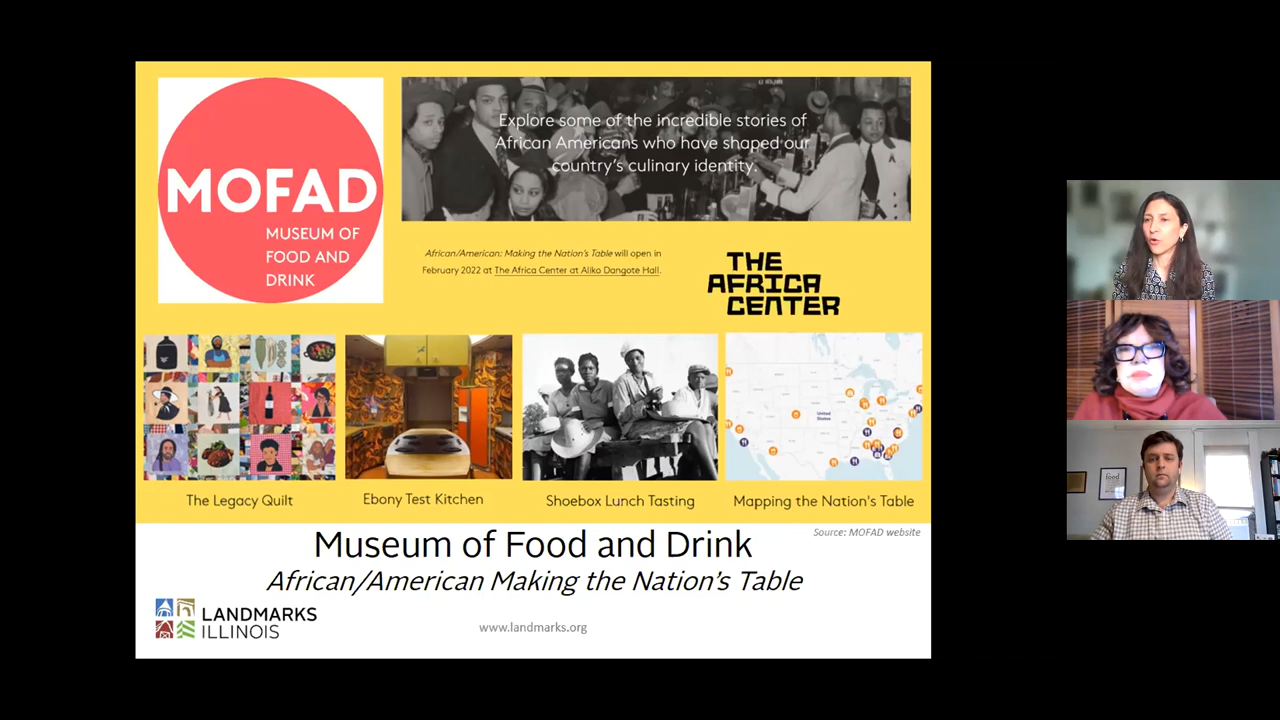 MOFAD
MUSEUM OF
FOOD AND
DRINK
Explore some of the incredible stories of
African Americans who have shaped our
country's culinary identity.
African/American: Making the Nation's Table will open in
February 2022 at The Africa Center at Aliko Dangote Hall.
THE
AFRICA
CENTER
United
States
The Legacy Quilt
Ebony Test Kitchen
Shoebox Lunch Tasting
Mapping the Nation's Table
Source: MOFAD website
Museum of Food and Drink
African/American Making the Nation's Table
LANDMARKS
ILLINOIS
www.landmarks.org
food